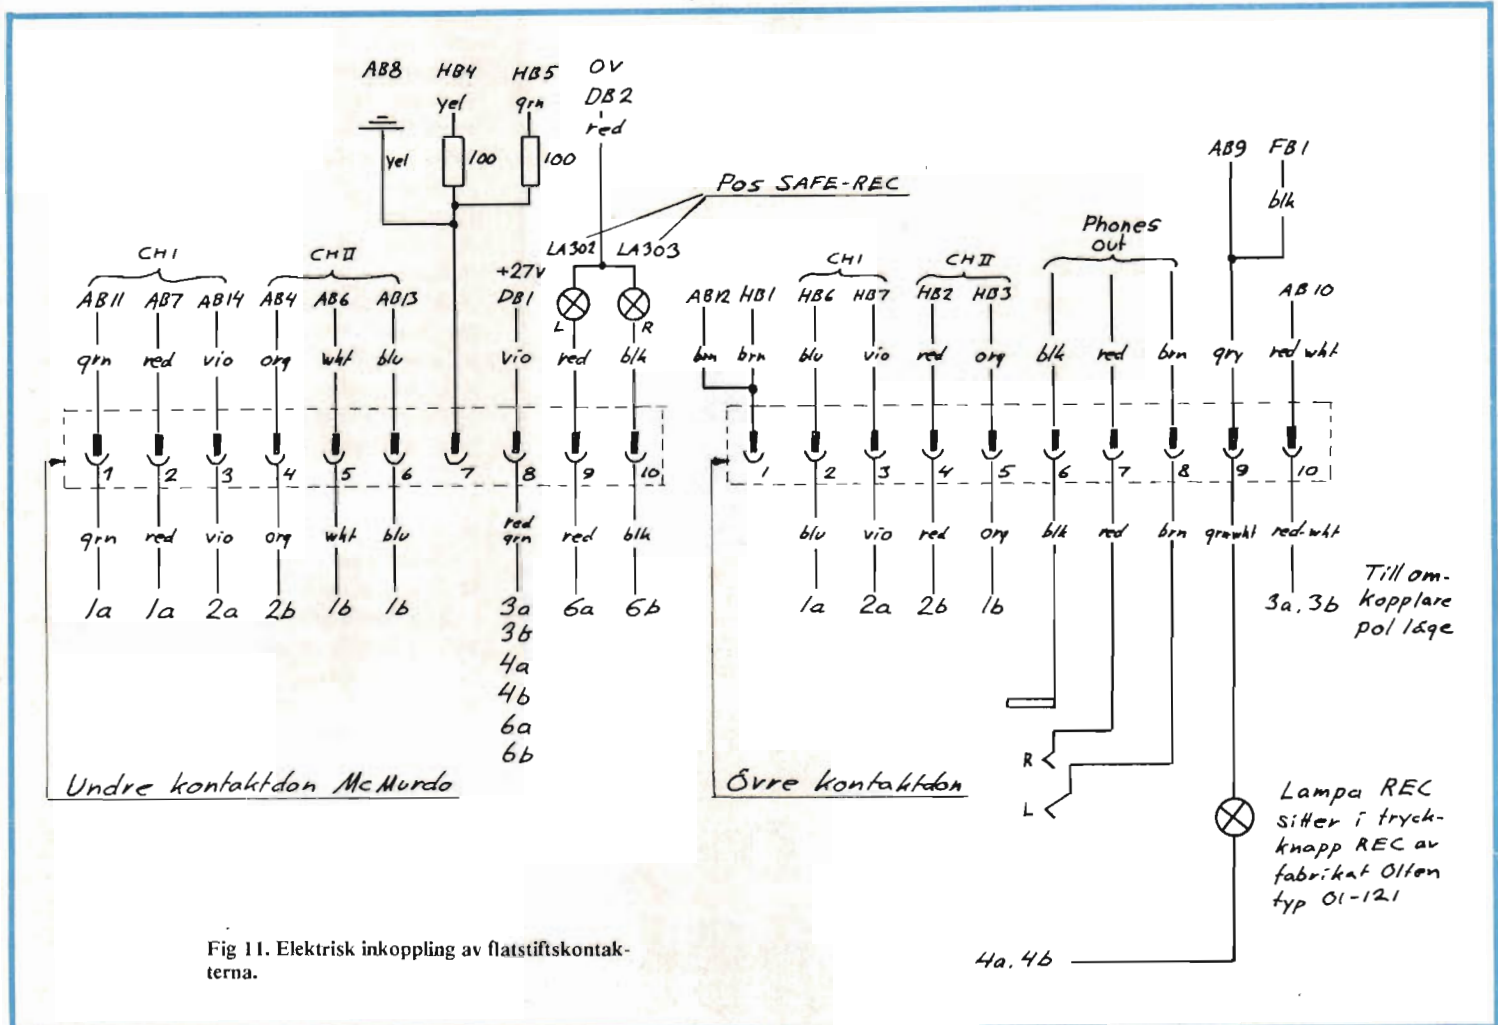 AB8 HB4 HB5 0V
DB2
yel grn red
yel 100 100
Pos SAFE-REC
LA302 LA303
CH I CH II
+27V
AB11 AB7 AB14 AB4 AB6 AB13 DB1
L R
grn red vio org wht blu vio red blk
1 2 3 4 5 6 7 8 9 10
grn red vio org wht blu red grn red blk
1a 1a 2a 2b 1b 1b 3a 6a 6b
3b
4a
4b
6a
6b
Undre kontaktdon McMurdo
AB9 FB1
blk
Phones
out
CH I CH II
AB12 HB1 HB6 HB7 HB2 HB3 AB10
brn brn blu vio red org blk red brn gry red wht
1 2 3 4 5 6 7 8 9 10
blu vio red org blk red brn grnwht red-wht
1a 2a 2b 1b 3a, 3b
Till om-
kopplare
pol läge
R
L
Övre kontaktdon
Lampa REC
sitter i tryck-
knapp REC av
fabrikat Olten
typ 01-121
4a, 4b
Fig 11. Elektrisk inkoppling av flatstiftskontak-
terna.